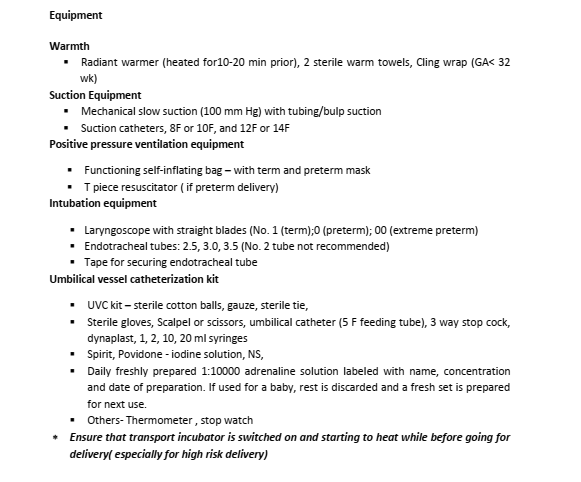 Equipment
Warmth
▪ Radiant warmer (heated for10-20 min prior), 2 sterile warm towels, Cling wrap (GA< 32
wk)
Suction Equipment
▪ Mechanical slow suction (100 mm Hg) with tubing/bulp suction
▪ Suction catheters, 8F or 10F, and 12F or 14F
Positive pressure ventilation equipment
▪ Functioning self-inflating bag – with term and preterm mask
▪ T piece resuscitator ( if preterm delivery)
Intubation equipment
▪ Laryngoscope with straight blades (No. 1 (term);0 (preterm); 00 (extreme preterm)
▪ Endotracheal tubes: 2.5, 3.0, 3.5 (No. 2 tube not recommended)
▪ Tape for securing endotracheal tube
Umbilical vessel catheterization kit
▪ UVC kit – sterile cotton balls, gauze, sterile tie,
▪ Sterile gloves, Scalpel or scissors, umbilical catheter (5 F feeding tube), 3 way stop cock,
dynaplast, 1, 2, 10, 20 ml syringes
▪ Spirit, Povidone - iodine solution, NS,
▪ Daily freshly prepared 1:10000 adrenaline solution labeled with name, concentration
and date of preparation. If used for a baby, rest is discarded and a fresh set is prepared
for next use.
▪ Others- Thermometer , stop watch
* Ensure that transport incubator is switched on and starting to heat while before going for
delivery( especially for high risk delivery)